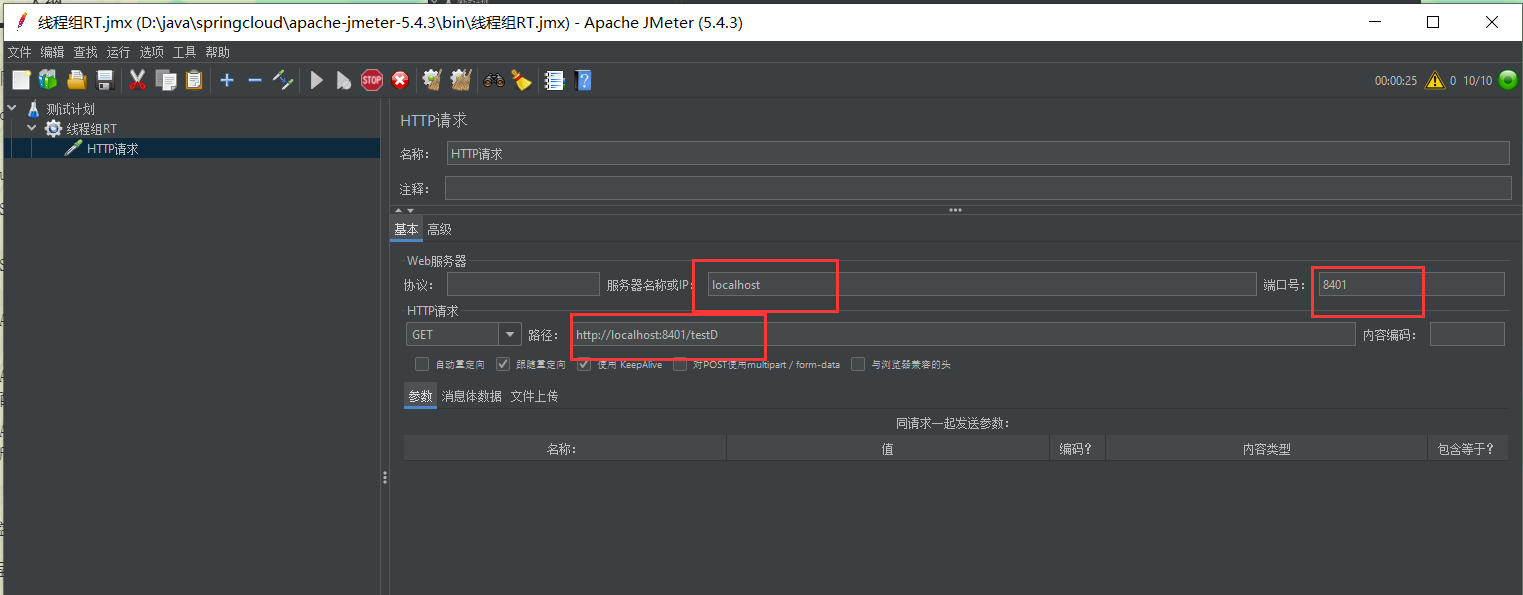 线程组RT.jmx (D:\java\springcloud\apache-jmeter-5.4.3\bin\线程组RT.jmx) - Apache JMeter (5.4.3)
文件 编辑 查找 运行 选项 工具 帮助
STOP
00:00:25 0 10/10
测试计划
线程组RT
HTTP请求
HTTP请求
名称： HTTP请求
注释：
基本 高级
Web服务器
协议： 服务器名称或IP： localhost 端口号： 8401
HTTP请求
GET 路径： http://localhost:8401/testD 内容编码：
自动重定向 跟随重定向 使用 KeepAlive 对POST使用multipart / form-data 与浏览器兼容的头
参数 消息体数据 文件上传
同请求一起发送参数：
名称： 值 编码？ 内容类型 包含等于？